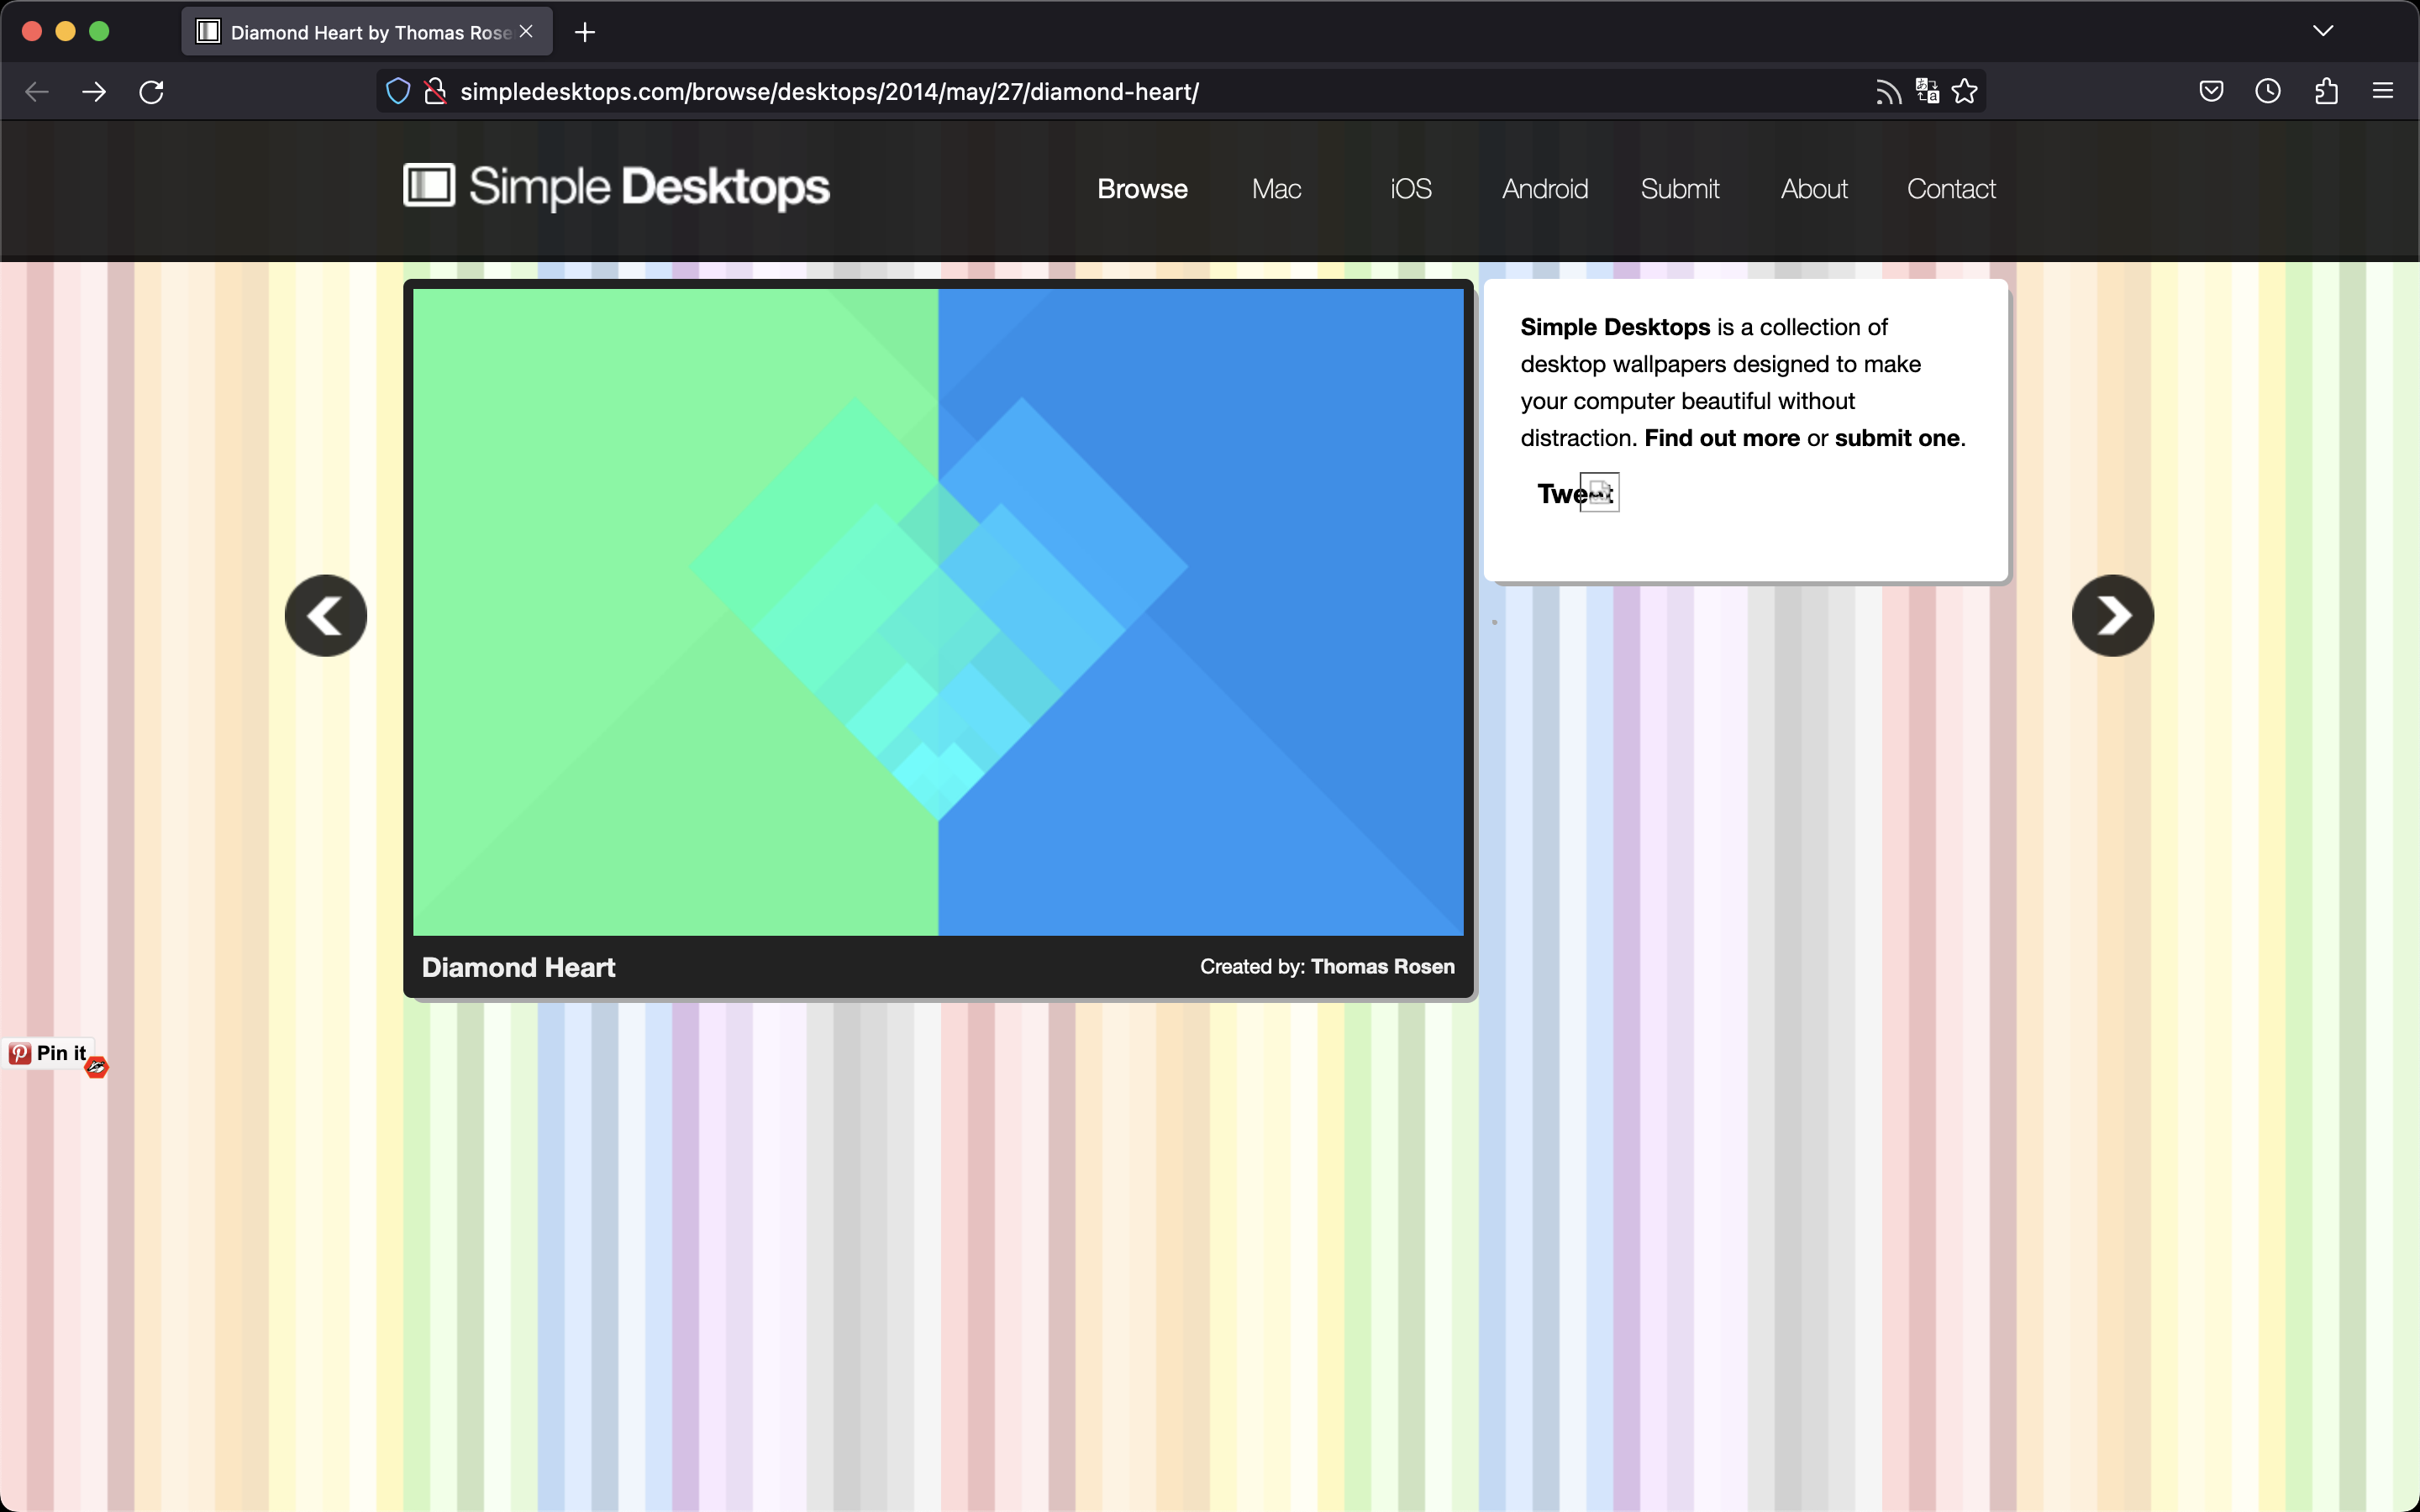 Diamond Heart by Thomas Rose
simpledesktops.com/browse/desktops/2014/may/27/diamond-heart/
Simple Desktops
Browse Mac iOS Android Submit About Contact
Simple Desktops is a collection of
desktop wallpapers designed to make
your computer beautiful without
distraction. Find out more or submit one.
Tweet
Diamond Heart
Created by: Thomas Rosen
Pin it